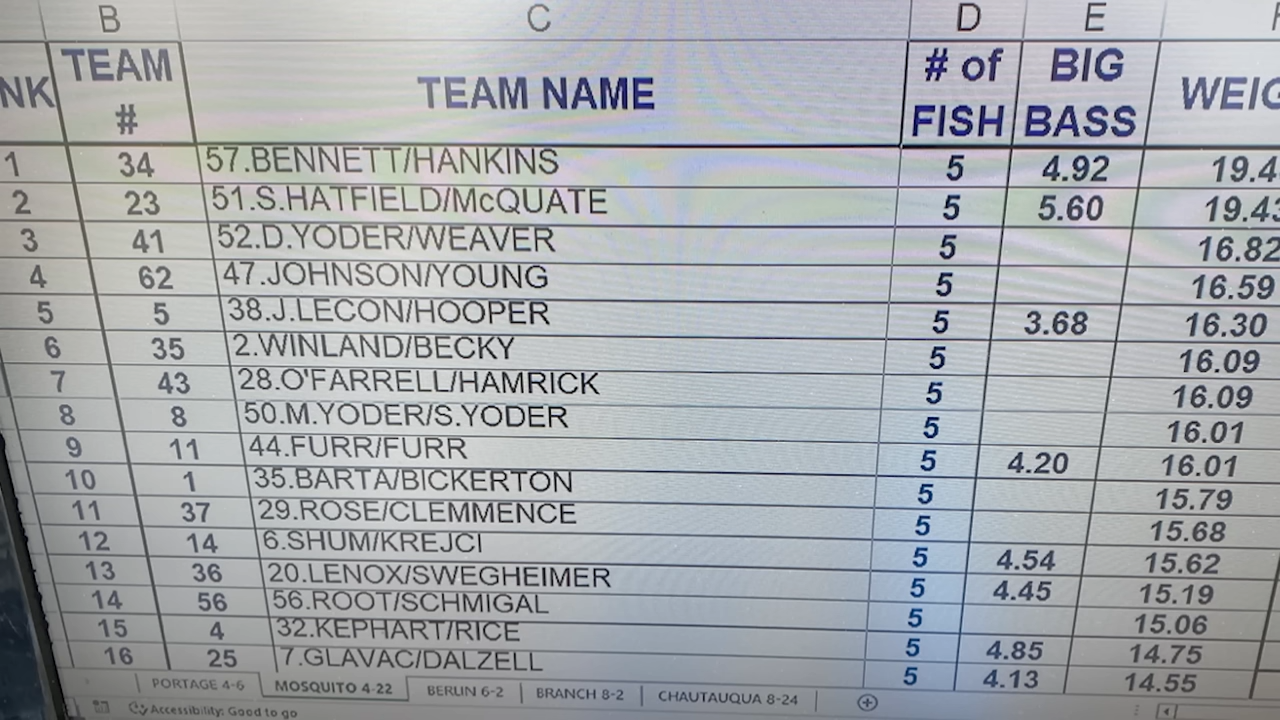 B C D E
NK TEAM # TEAM NAME # of FISH BIG BASS WEIG
1 34 57.BENNETT/HANKINS 5 4.92 19.4
2 23 51.S.HATFIELD/McQUATE 5 5.60 19.43
3 41 52.D.YODER/WEAVER 5 16.82
4 62 47.JOHNSON/YOUNG 5 16.59
5 5 38.J.LECON/HOOPER 5 3.68 16.30
6 35 2.WINLAND/BECKY 5 16.09
7 43 28.O'FARRELL/HAMRICK 5 16.09
8 8 50.M.YODER/S.YODER 5 16.01
9 11 44.FURR/FURR 5 4.20 16.01
10 1 35.BARTA/BICKERTON 5 15.79
11 37 29.ROSE/CLEMMENCE 5 15.68
12 14 6.SHUM/KREJCI 5 4.54 15.62
13 36 20.LENOX/SWEGHEIMER 5 4.45 15.19
14 56 56.ROOT/SCHMIGAL 5 15.06
15 4 32.KEPHART/RICE 5 4.85 14.75
16 25 7.GLAVAC/DALZELL 5 4.13 14.55
PORTAGE 4-6 MOSQUITO 4-22 BERLIN 6-2 BRANCH 8-2 CHAUTAUQUA 8-24
Accessibility: Good to go